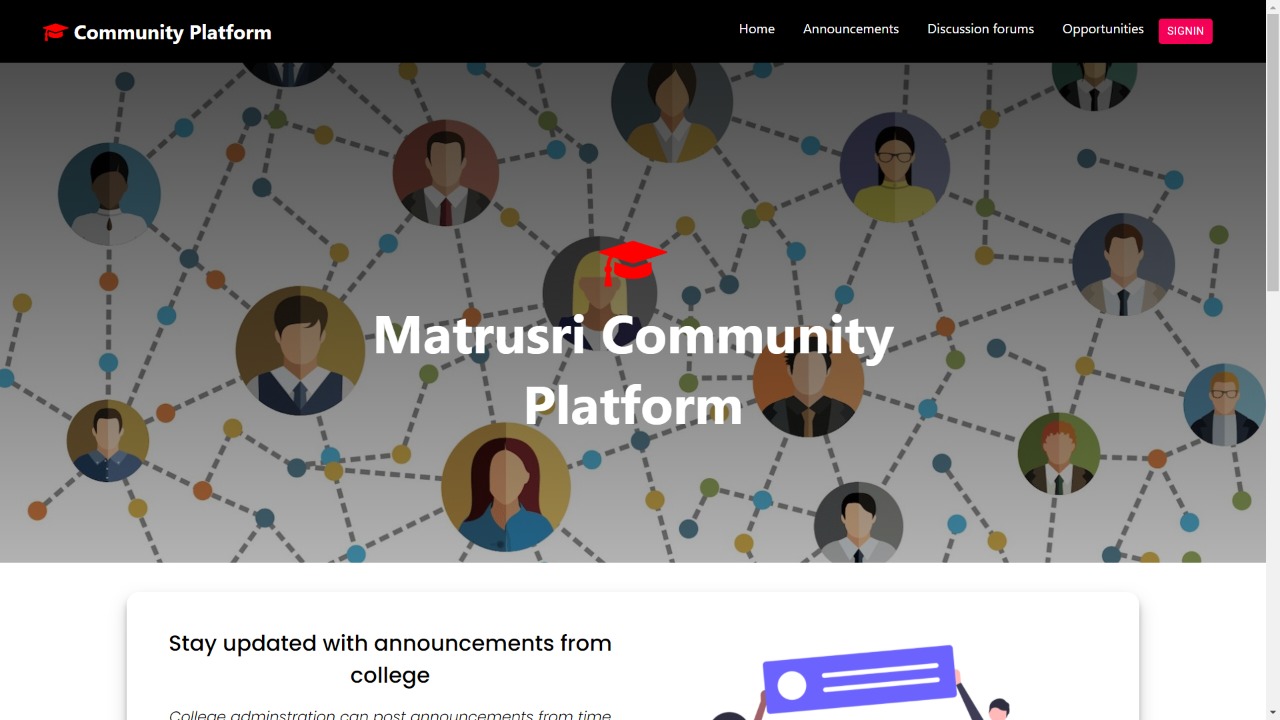 Community Platform
Home
Announcements
Discussion forums
Opportunities
SIGNIN
Matrusri Community
Platform
Stay updated with announcements from
college
College admnstration can post announcements from time